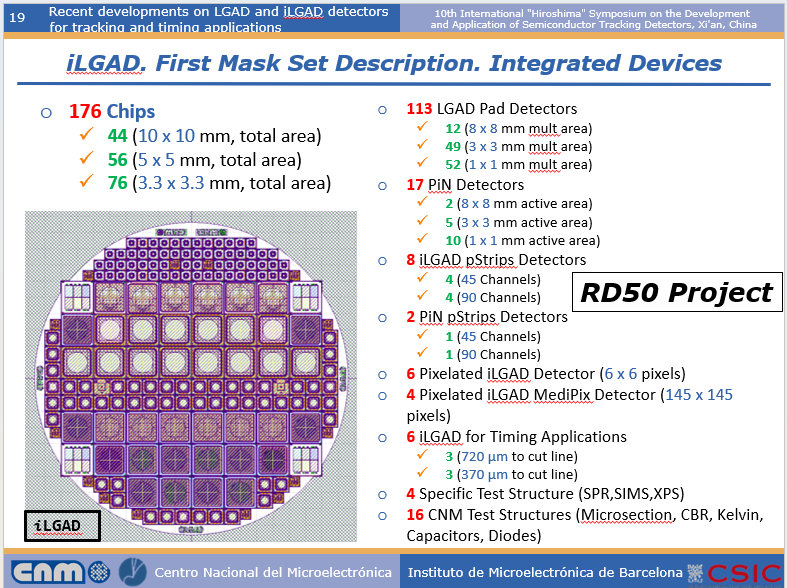 19
Recent developments on LGAD and iLGAD detectors
for tracking and timing applications
10th International "Hiroshima" Symposium on the Development
and Application of Semiconductor Tracking Detectors, Xi'an, China
iLGAD. First Mask Set Description. Integrated Devices
o 176 Chips
✓ 44 (10 x 10 mm, total area)
✓ 56 (5 x 5 mm, total area)
✓ 76 (3.3 x 3.3 mm, total area)
iLGAD
o 113 LGAD Pad Detectors
✓ 12 (8 x 8 mm mult area)
✓ 49 (3 x 3 mm mult area)
✓ 52 (1 x 1 mm mult area)
o 17 PiN Detectors
✓ 2 (8 x 8 mm active area)
✓ 5 (3 x 3 mm active area)
✓ 10 (1 x 1 mm active area)
o 8 iLGAD pStrips Detectors
✓ 4 (45 Channels)
✓ 4 (90 Channels)
RD50 Project
o 2 PiN pStrips Detectors
✓ 1 (45 Channels)
✓ 1 (90 Channels)
o 6 Pixelated iLGAD Detector (6 x 6 pixels)
o 4 Pixelated iLGAD MediPix Detector (145 x 145
pixels)
o 6 iLGAD for Timing Applications
✓ 3 (720 µm to cut line)
✓ 3 (370 µm to cut line)
o 4 Specific Test Structure (SPR,SIMS,XPS)
o 16 CNM Test Structures (Microsection, CBR, Kelvin,
Capacitors, Diodes)
cnm
Centro Nacional del Microelectrónica
Instituto de Microelectrónica de Barcelona
CSIC